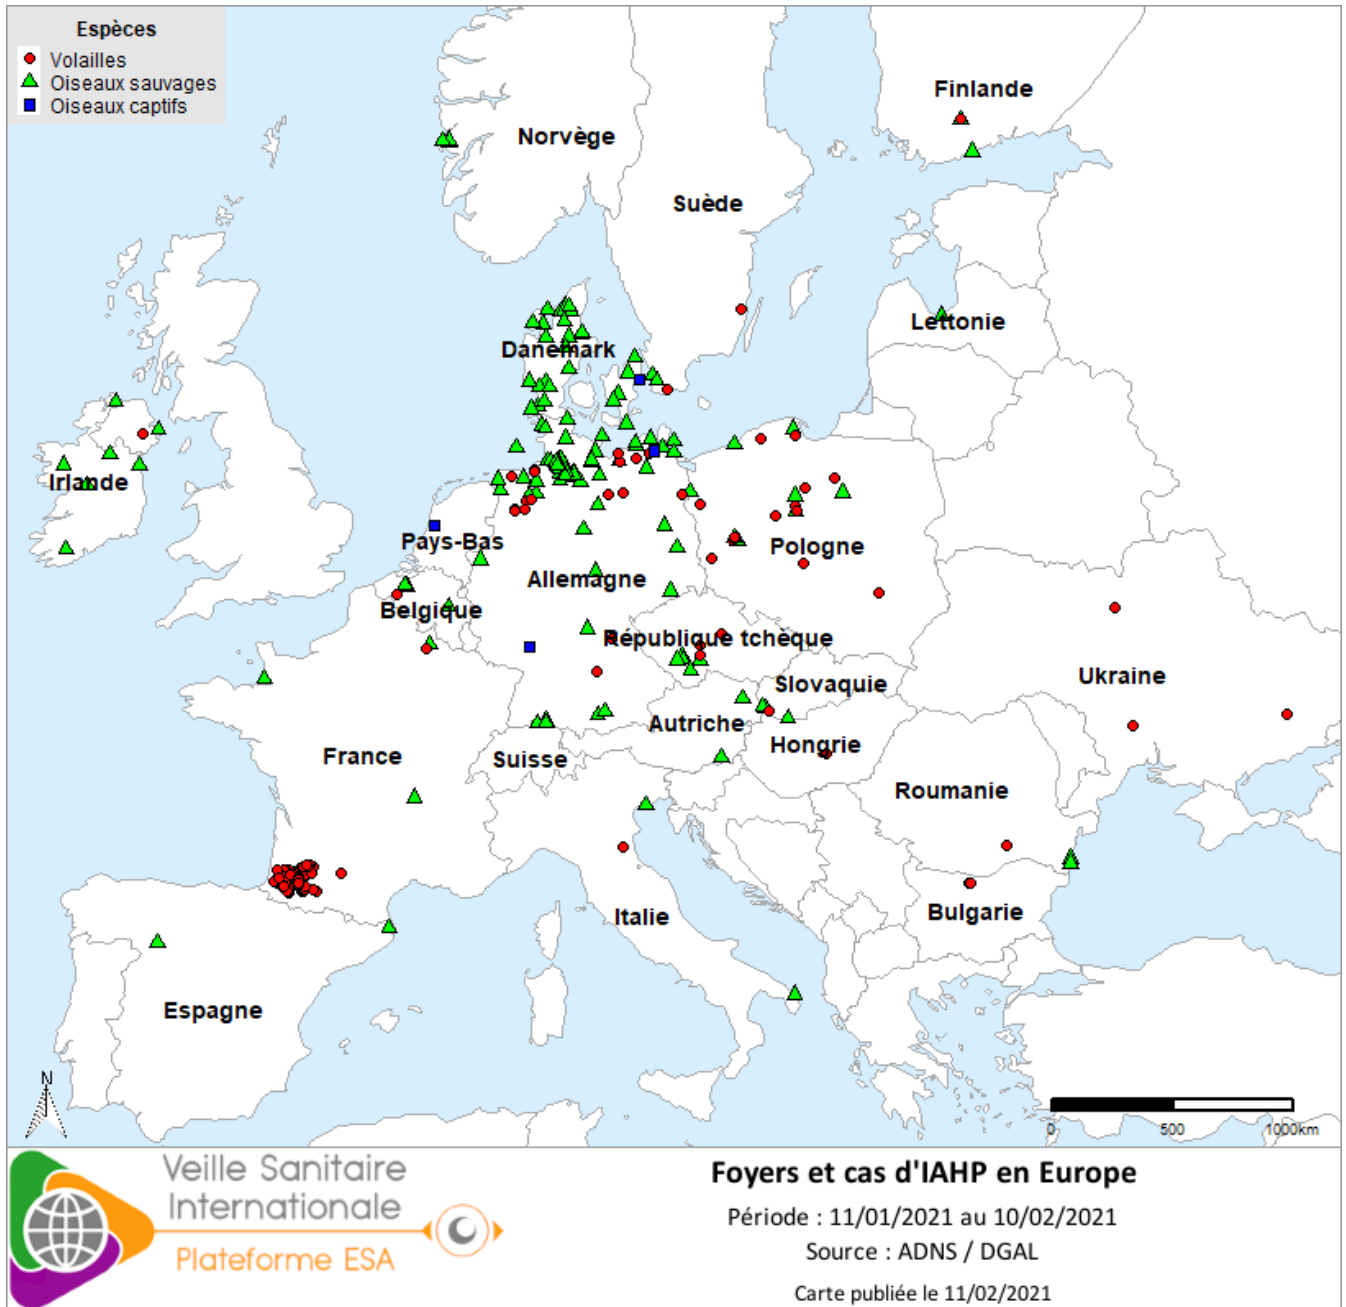 Espèces
Volailles
Oiseaux sauvages
Oiseaux captifs
Finlande
Norvège
Suède
Lettonie
Danemark
Irlande
Pays-Bas
Pologne
Allemagne
Belgique
République tchèque
Ukraine
Slovaquie
Autriche
Hongrie
France
Suisse
Roumanie
Bulgarie
Italie
Espagne
N
0 500 1000km
Veille Sanitaire
Internationale
Plateforme ESA
Foyers et cas d'IAHP en Europe
Période : 11/01/2021 au 10/02/2021
Source : ADNS / DGAL
Carte publiée le 11/02/2021